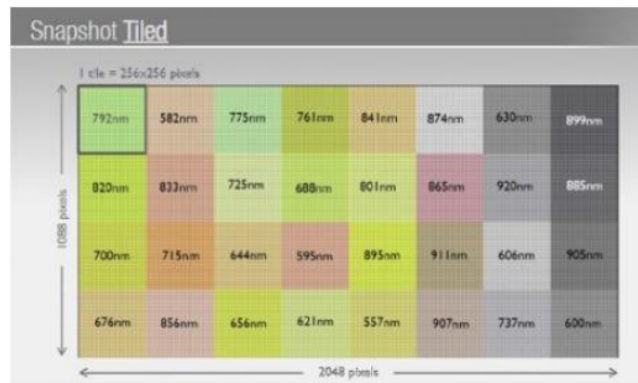 Snapshot Tiled
1 tile = 256x256 pixels
792nm 582nm 775nm 761nm 841nm 874nm 630nm 899nm
820nm 833nm 725nm 688nm 801nm 865nm 920nm 885nm
1088 pixels
700nm 715nm 644nm 595nm 895nm 911nm 606nm 905nm
676nm 856nm 656nm 621nm 557nm 907nm 737nm 600nm
2048 pixels